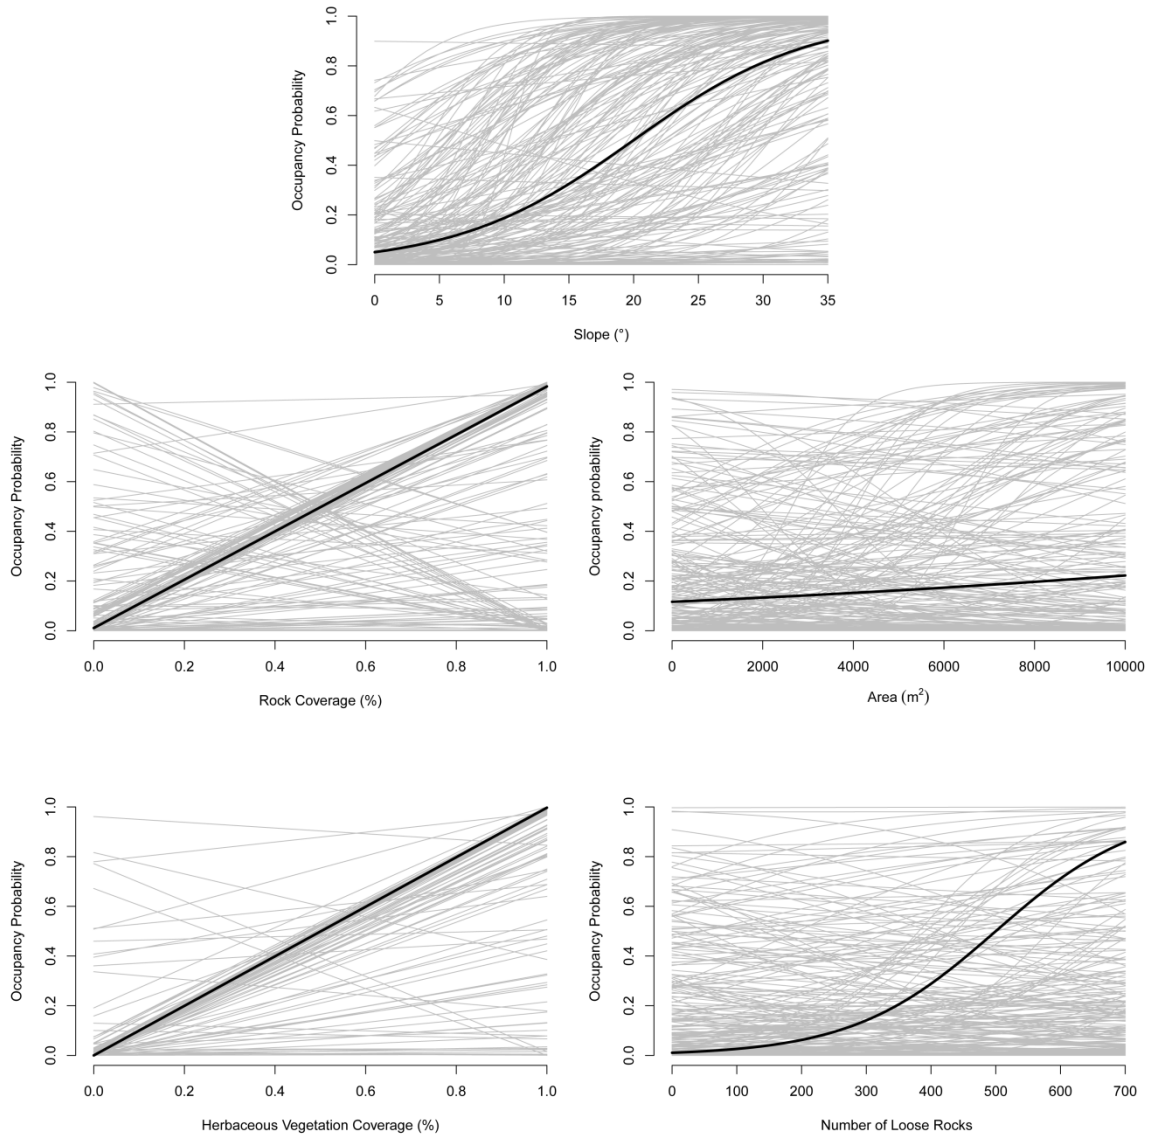 Occupancy Probability
1.0
0.8
0.6
0.4
0.2
0.0
0 5 10 15 20 25 30 35
Slope (°)
Occupancy Probability
1.0
0.8
0.6
0.4
0.2
0.0
0.0 0.2 0.4 0.6 0.8 1.0
Rock Coverage (%)
Occupancy probability
1.0
0.8
0.6
0.4
0.2
0.0
0 2000 4000 6000 8000 10000
Area (m²)
Occupancy Probability
1.0
0.8
0.6
0.4
0.2
0.0
0.0 0.2 0.4 0.6 0.8 1.0
Herbaceous Vegetation Coverage (%)
Occupancy Probability
1.0
0.8
0.6
0.4
0.2
0.0
0 100 200 300 400 500 600 700
Number of Loose Rocks